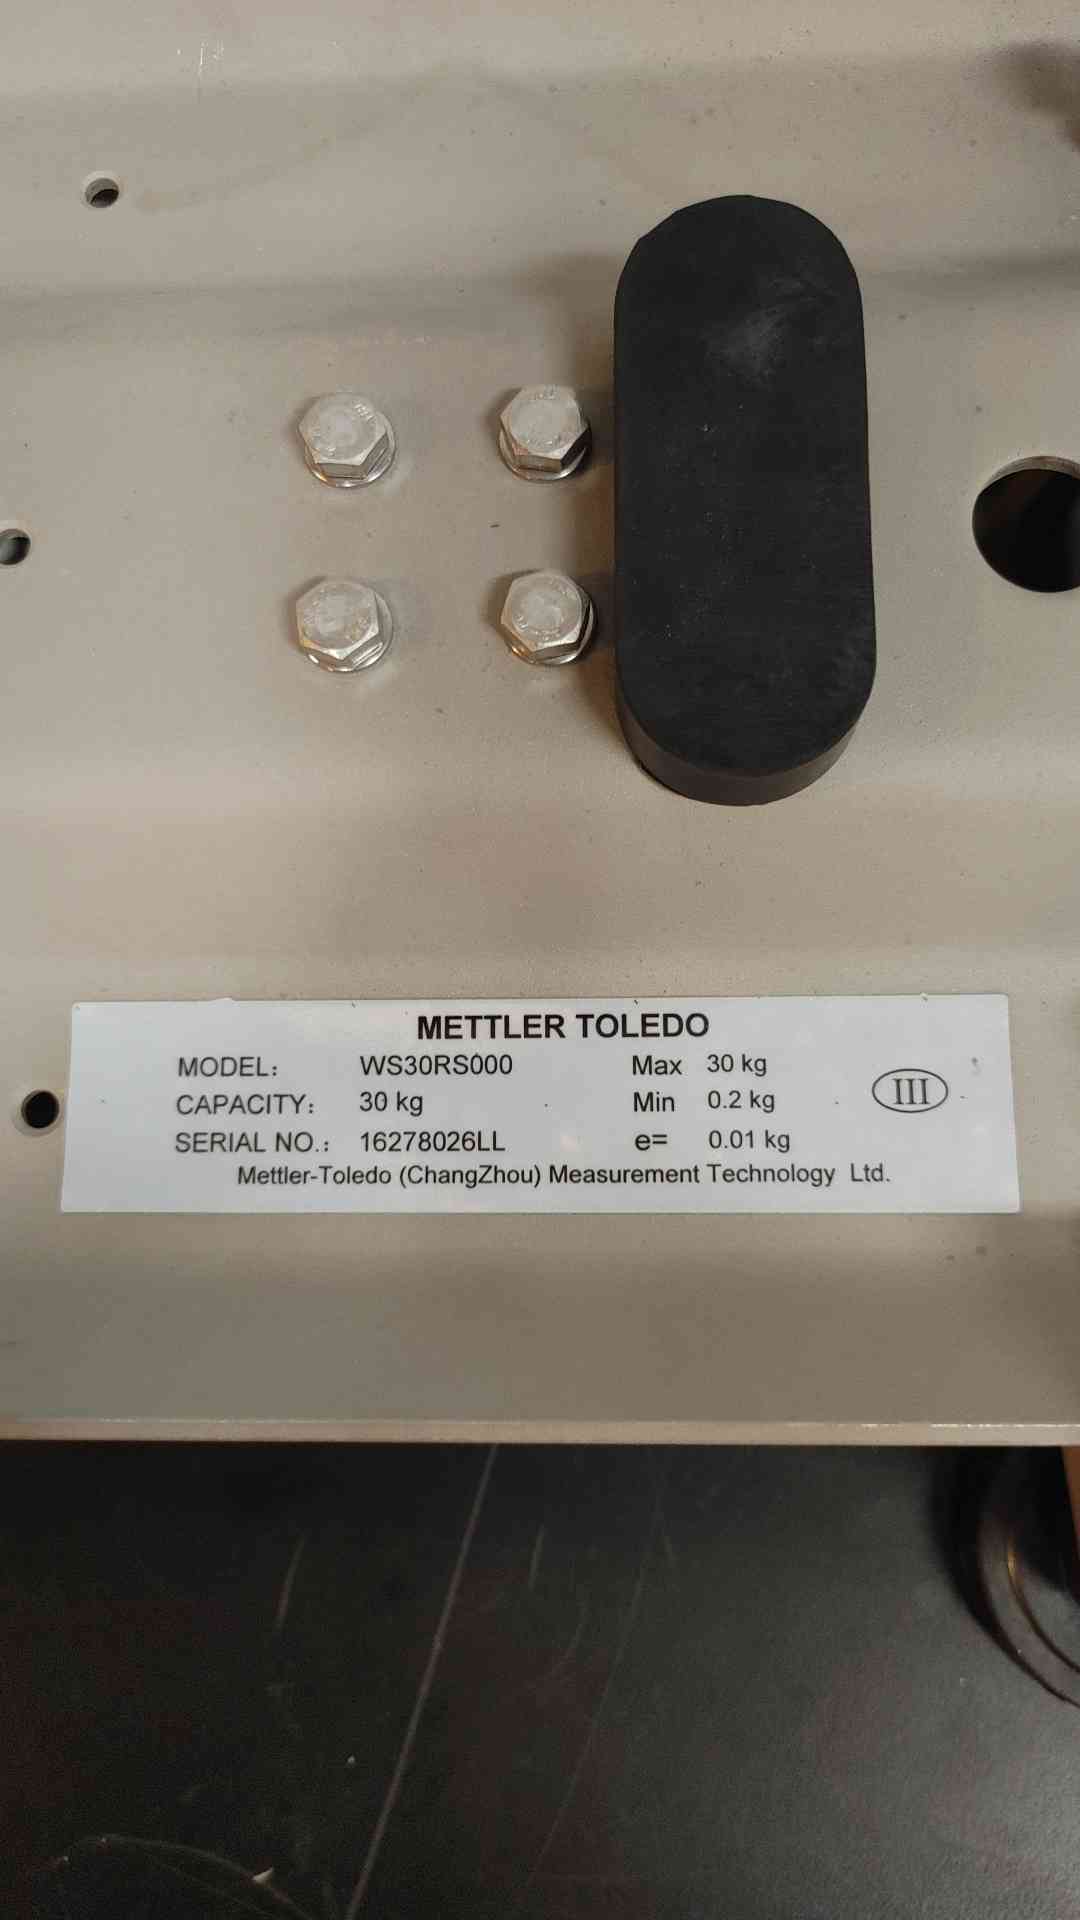 METTLER TOLEDO
MODEL: WS30RS000 Max 30 kg
CAPACITY: 30 kg Min 0.2 kg III
SERIAL NO.: 16278026LL e= 0.01 kg
Mettler-Toledo (ChangZhou) Measurement Technology Ltd.